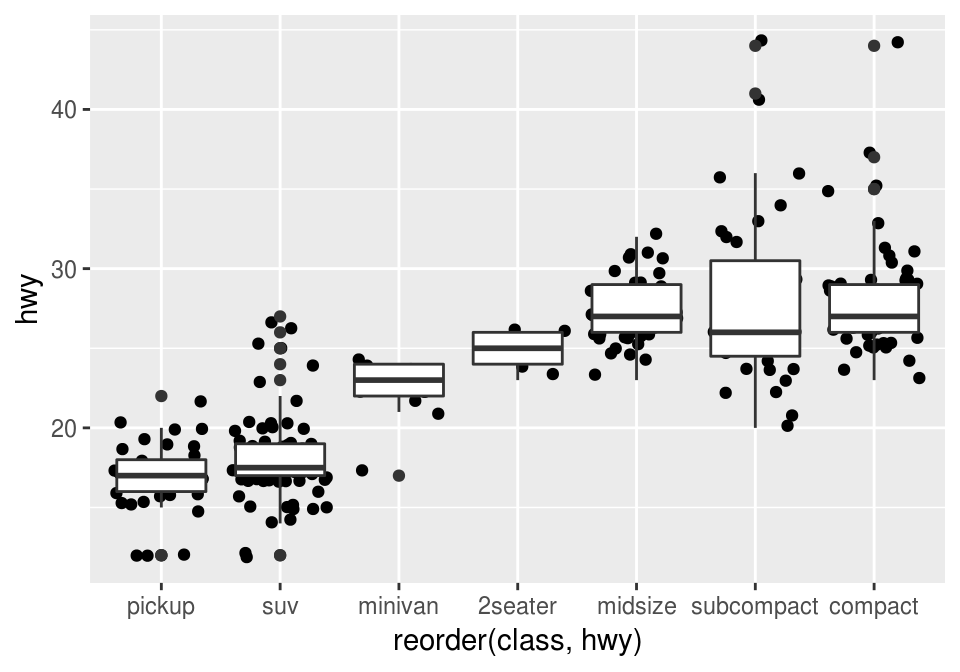 hwy
40
30
20
pickup suv minivan 2seater midsize subcompact compact
reorder(class, hwy)